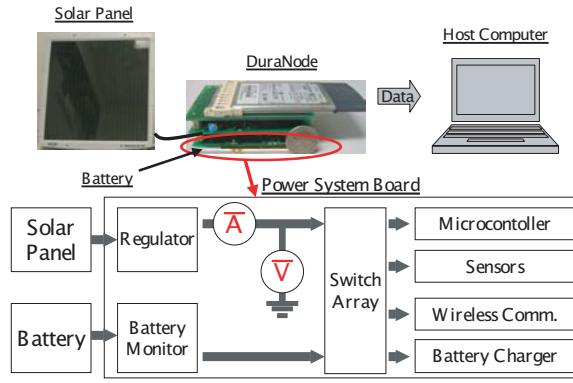 Solar Panel
Host Computer
DuraNode
Data
Battery
Power System Board
Solar
Panel
Regulator
A
V
Switch
Array
Microcontoller
Sensors
Wireless Comm.
Battery
Battery
Monitor
Battery Charger